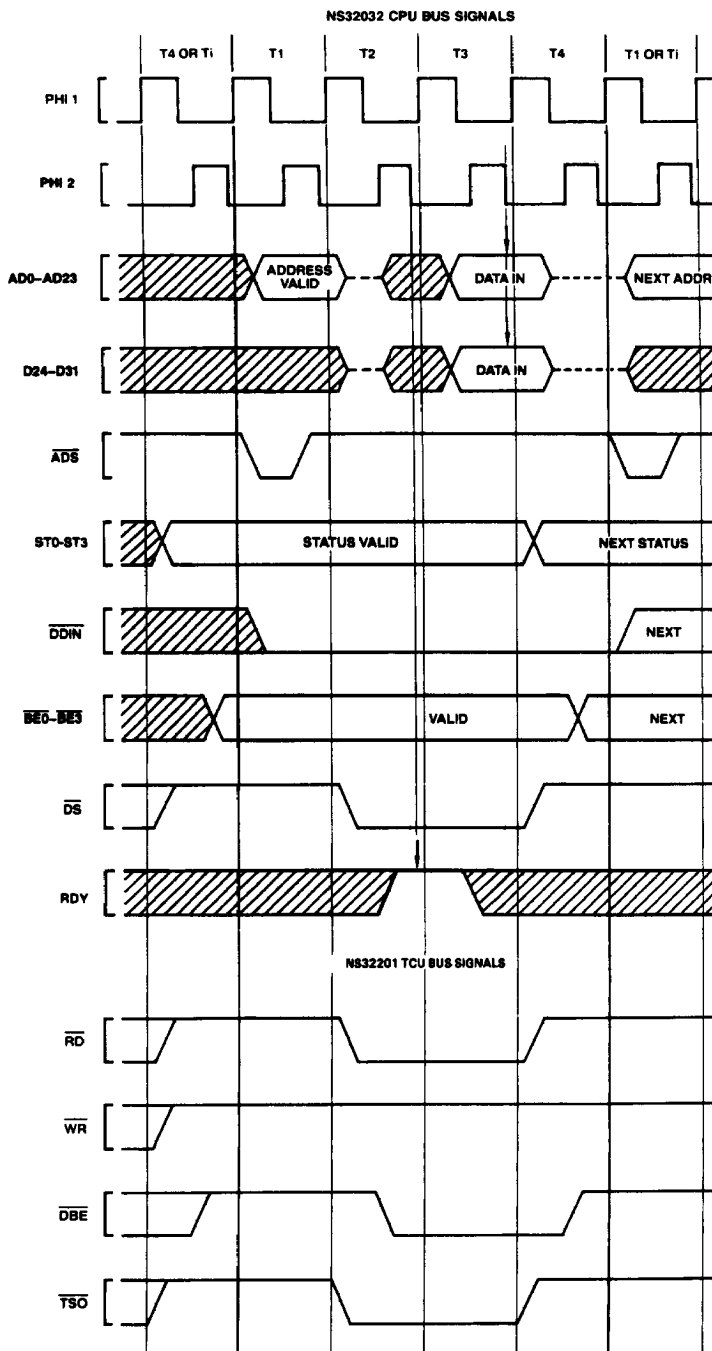 NS32032 CPU BUS SIGNALS
T4 OR Ti T1 T2 T3 T4 T1 OR Ti
PHI 1
PHI 2
AD0–AD23 ADDRESS VALID DATA IN NEXT ADDR
D24–D31 DATA IN
ADS
ST0-ST3 STATUS VALID NEXT STATUS
DDIN NEXT
BE0–BE3 VALID NEXT
DS
RDY
NS32201 TCU BUS SIGNALS
RD
WR
DBE
TSO